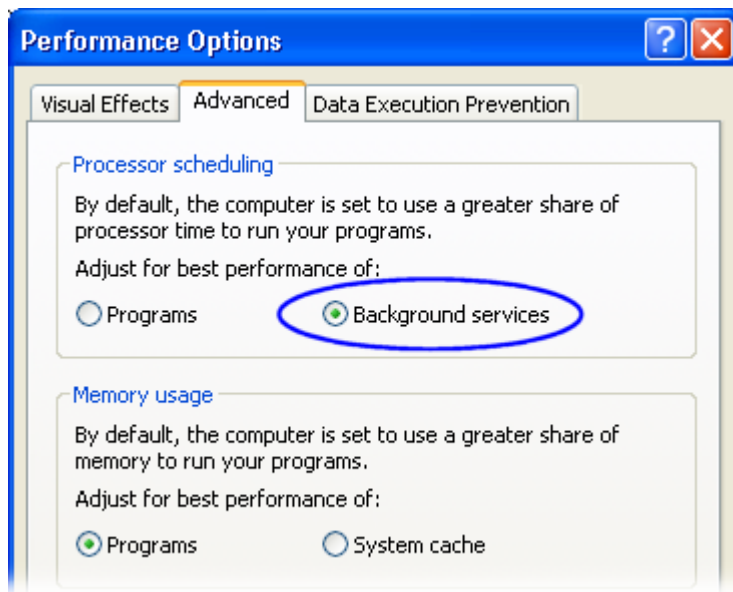 Performance Options
Visual Effects Advanced Data Execution Prevention
Processor scheduling
By default, the computer is set to use a greater share of
processor time to run your programs.
Adjust for best performance of:
Programs Background services
Memory usage
By default, the computer is set to use a greater share of
memory to run your programs.
Adjust for best performance of:
Programs System cache